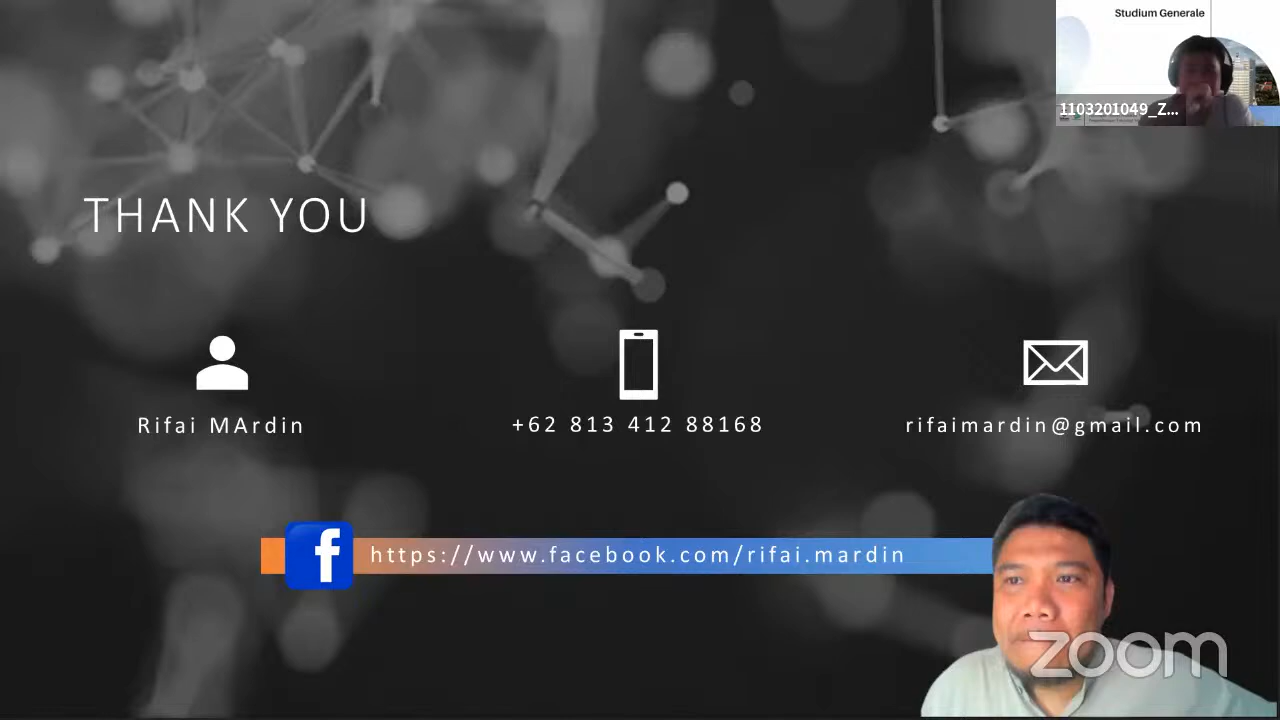 Studium Generale
1103201049_Z...
THANK YOU
Rifai MArdin
+62 813 412 88168
rifaimardin@gmail.com
f
https://www.facebook.com/rifai.mardin
zoom